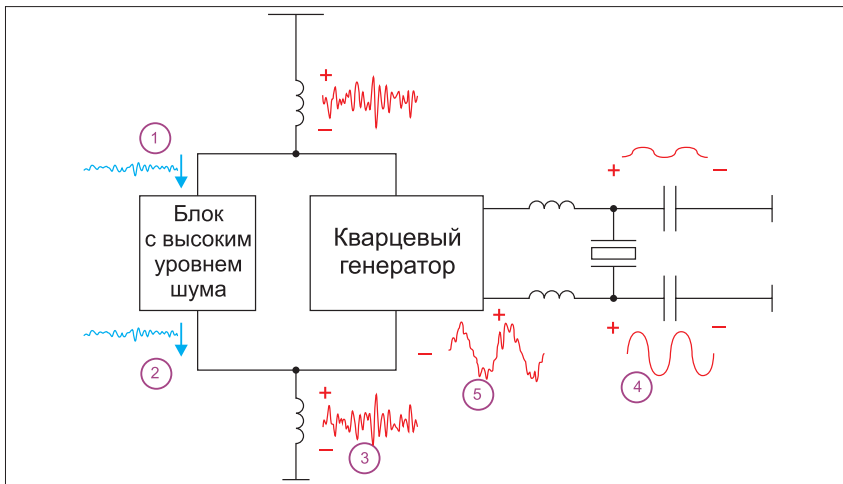 +
−
1
+
−
Блок
с высоким
уровнем
шума
Кварцевый
генератор
2
+
−
3
−
+
5
+
−
4